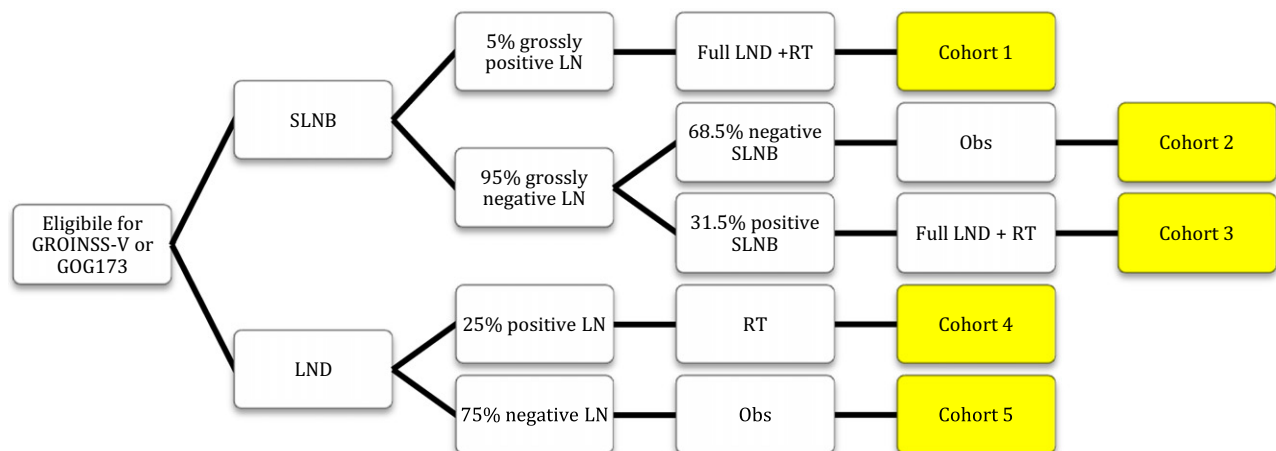 5% grossly
positive LN
Full LND +RT
Cohort 1
SLNB
68.5% negative
SLNB
Obs
Cohort 2
95% grossly
negative LN
31.5% positive
SLNB
Full LND + RT
Cohort 3
Eligibile for
GROINSS-V or
GOG173
25% positive LN
RT
Cohort 4
LND
75% negative LN
Obs
Cohort 5